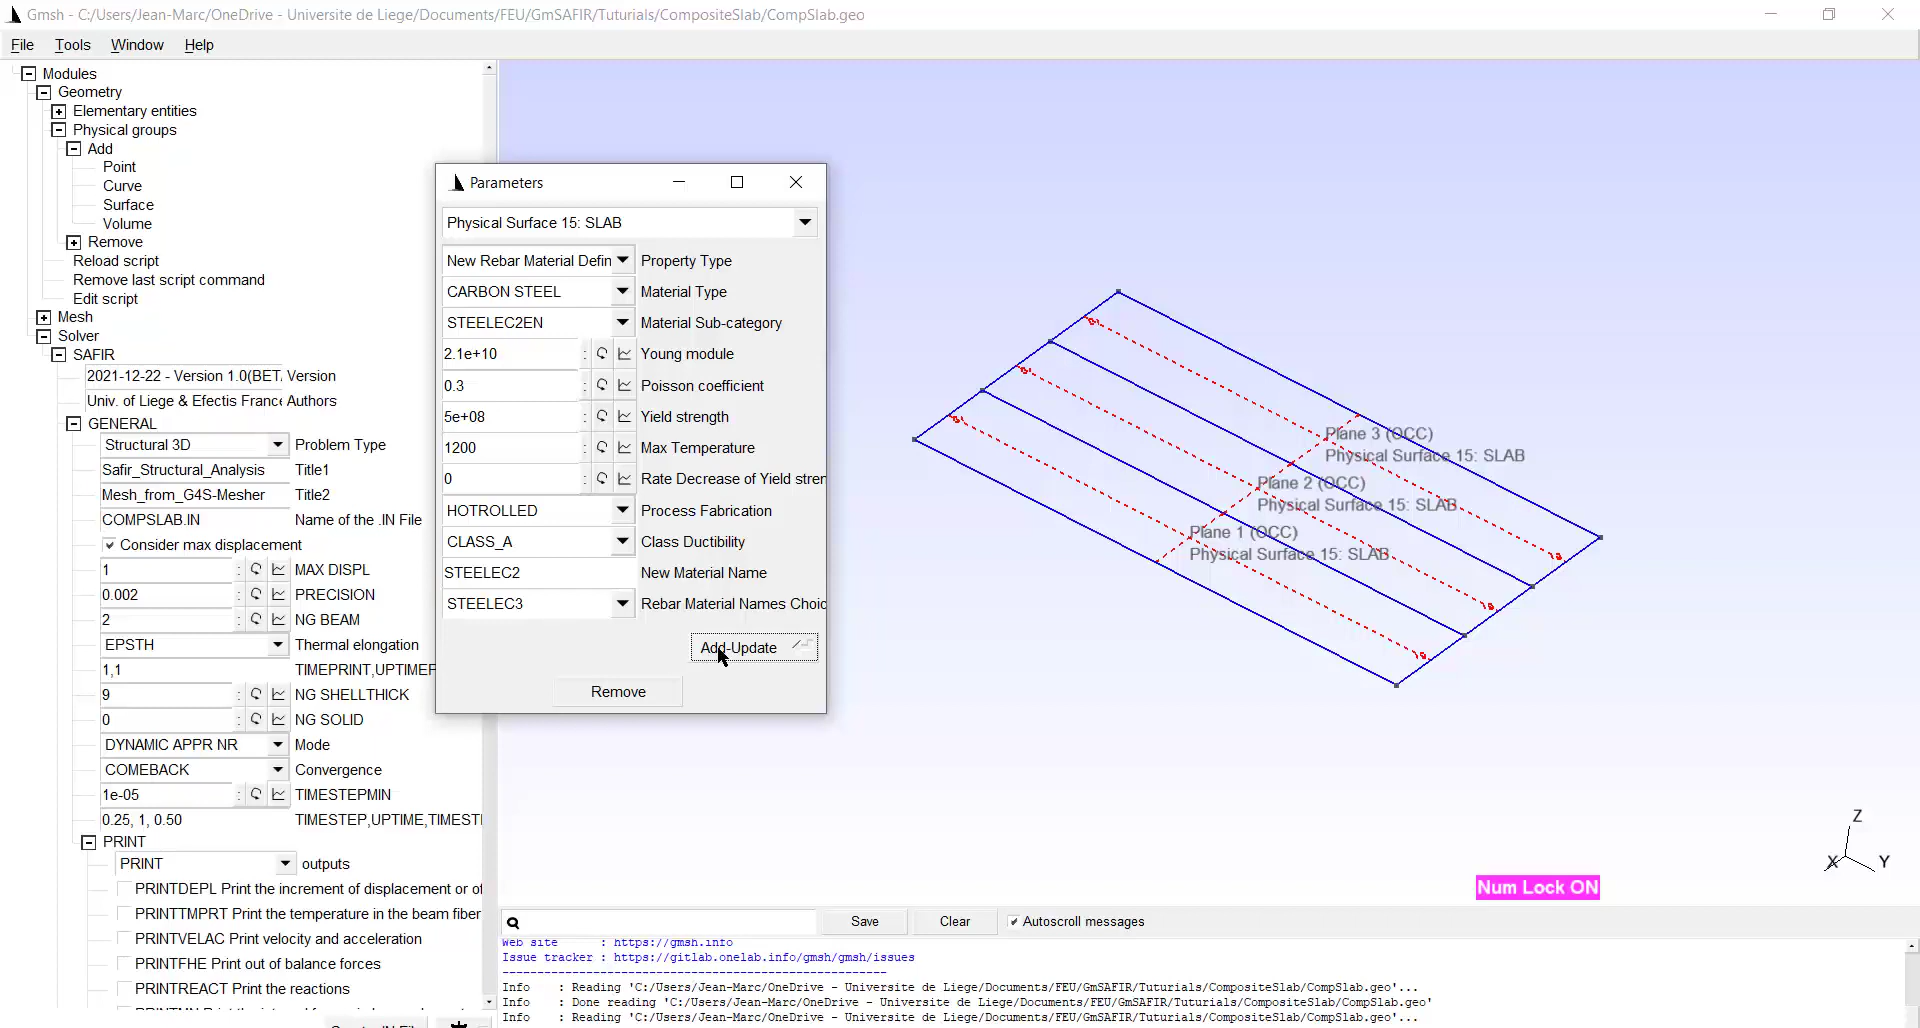 Gmsh - C:/Users/Jean-Marc/OneDrive - Universite de Liege/Documents/FEU/GmSAFIR/Tuturials/CompositeSlab/CompSlab.geo
File Tools Window Help
Modules
Geometry
Elementary entities
Physical groups
Add
Point
Curve
Surface
Volume
Remove
Reload script
Remove last script command
Edit script
Mesh
Solver
SAFIR
2021-12-22 - Version 1.0(BET. Version
Univ. of Liege & Efectis France Authors
GENERAL
Structural 3D Problem Type
Safir_Structural_Analysis Title1
Mesh_from_G4S-Mesher Title2
COMPSLAB.IN Name of the .IN File
Consider max displacement
1 : MAX DISPL
0.002 : PRECISION
2 : NG BEAM
EPSTH Thermal elongation
1,1 TIMEPRINT,UPTIMEP
9 : NG SHELLTHICK
0 : NG SOLID
DYNAMIC APPR NR Mode
COMEBACK Convergence
1e-05 : TIMESTEPMIN
0.25, 1, 0.50 TIMESTEP,UPTIME,TIMESTI
PRINT
PRINT outputs
PRINTDEPL Print the increment of displacement or of
PRINTTMPRT Print the temperature in the beam fiber
PRINTVELAC Print velocity and acceleration
PRINTFHE Print out of balance forces
PRINTREACT Print the reactions
Parameters
Physical Surface 15: SLAB
New Rebar Material Defin Property Type
CARBON STEEL Material Type
STEELEC2EN Material Sub-category
2.1e+10 : Young module
0.3 : Poisson coefficient
5e+08 : Yield strength
1200 : Max Temperature
0 : Rate Decrease of Yield stren
HOTROLLED Process Fabrication
CLASS_A Class Ductibility
STEELEC2 New Material Name
STEELEC3 Rebar Material Names Choic
Add-Update
Remove
Plane 3 (OCC)
Physical Surface 15: SLAB
Plane 2 (OCC)
Physical Surface 15: SLAB
Plane 1 (OCC)
Physical Surface 15: SLAB
Z
X Y
Num Lock ON
Save Clear Autoscroll messages
Web site : https://gmsh.info
Issue tracker : https://gitlab.onelab.info/gmsh/gmsh/issues
-------------------------------------------------------
Info : Reading 'C:/Users/Jean-Marc/OneDrive - Universite de Liege/Documents/FEU/GmSAFIR/Tuturials/CompositeSlab/CompSlab.geo'...
Info : Done reading 'C:/Users/Jean-Marc/OneDrive - Universite de Liege/Documents/FEU/GmSAFIR/Tuturials/CompositeSlab/CompSlab.geo'
Info : Reading 'C:/Users/Jean-Marc/OneDrive - Universite de Liege/Documents/FEU/GmSAFIR/Tuturials/CompositeSlab/CompSlab.geo'...